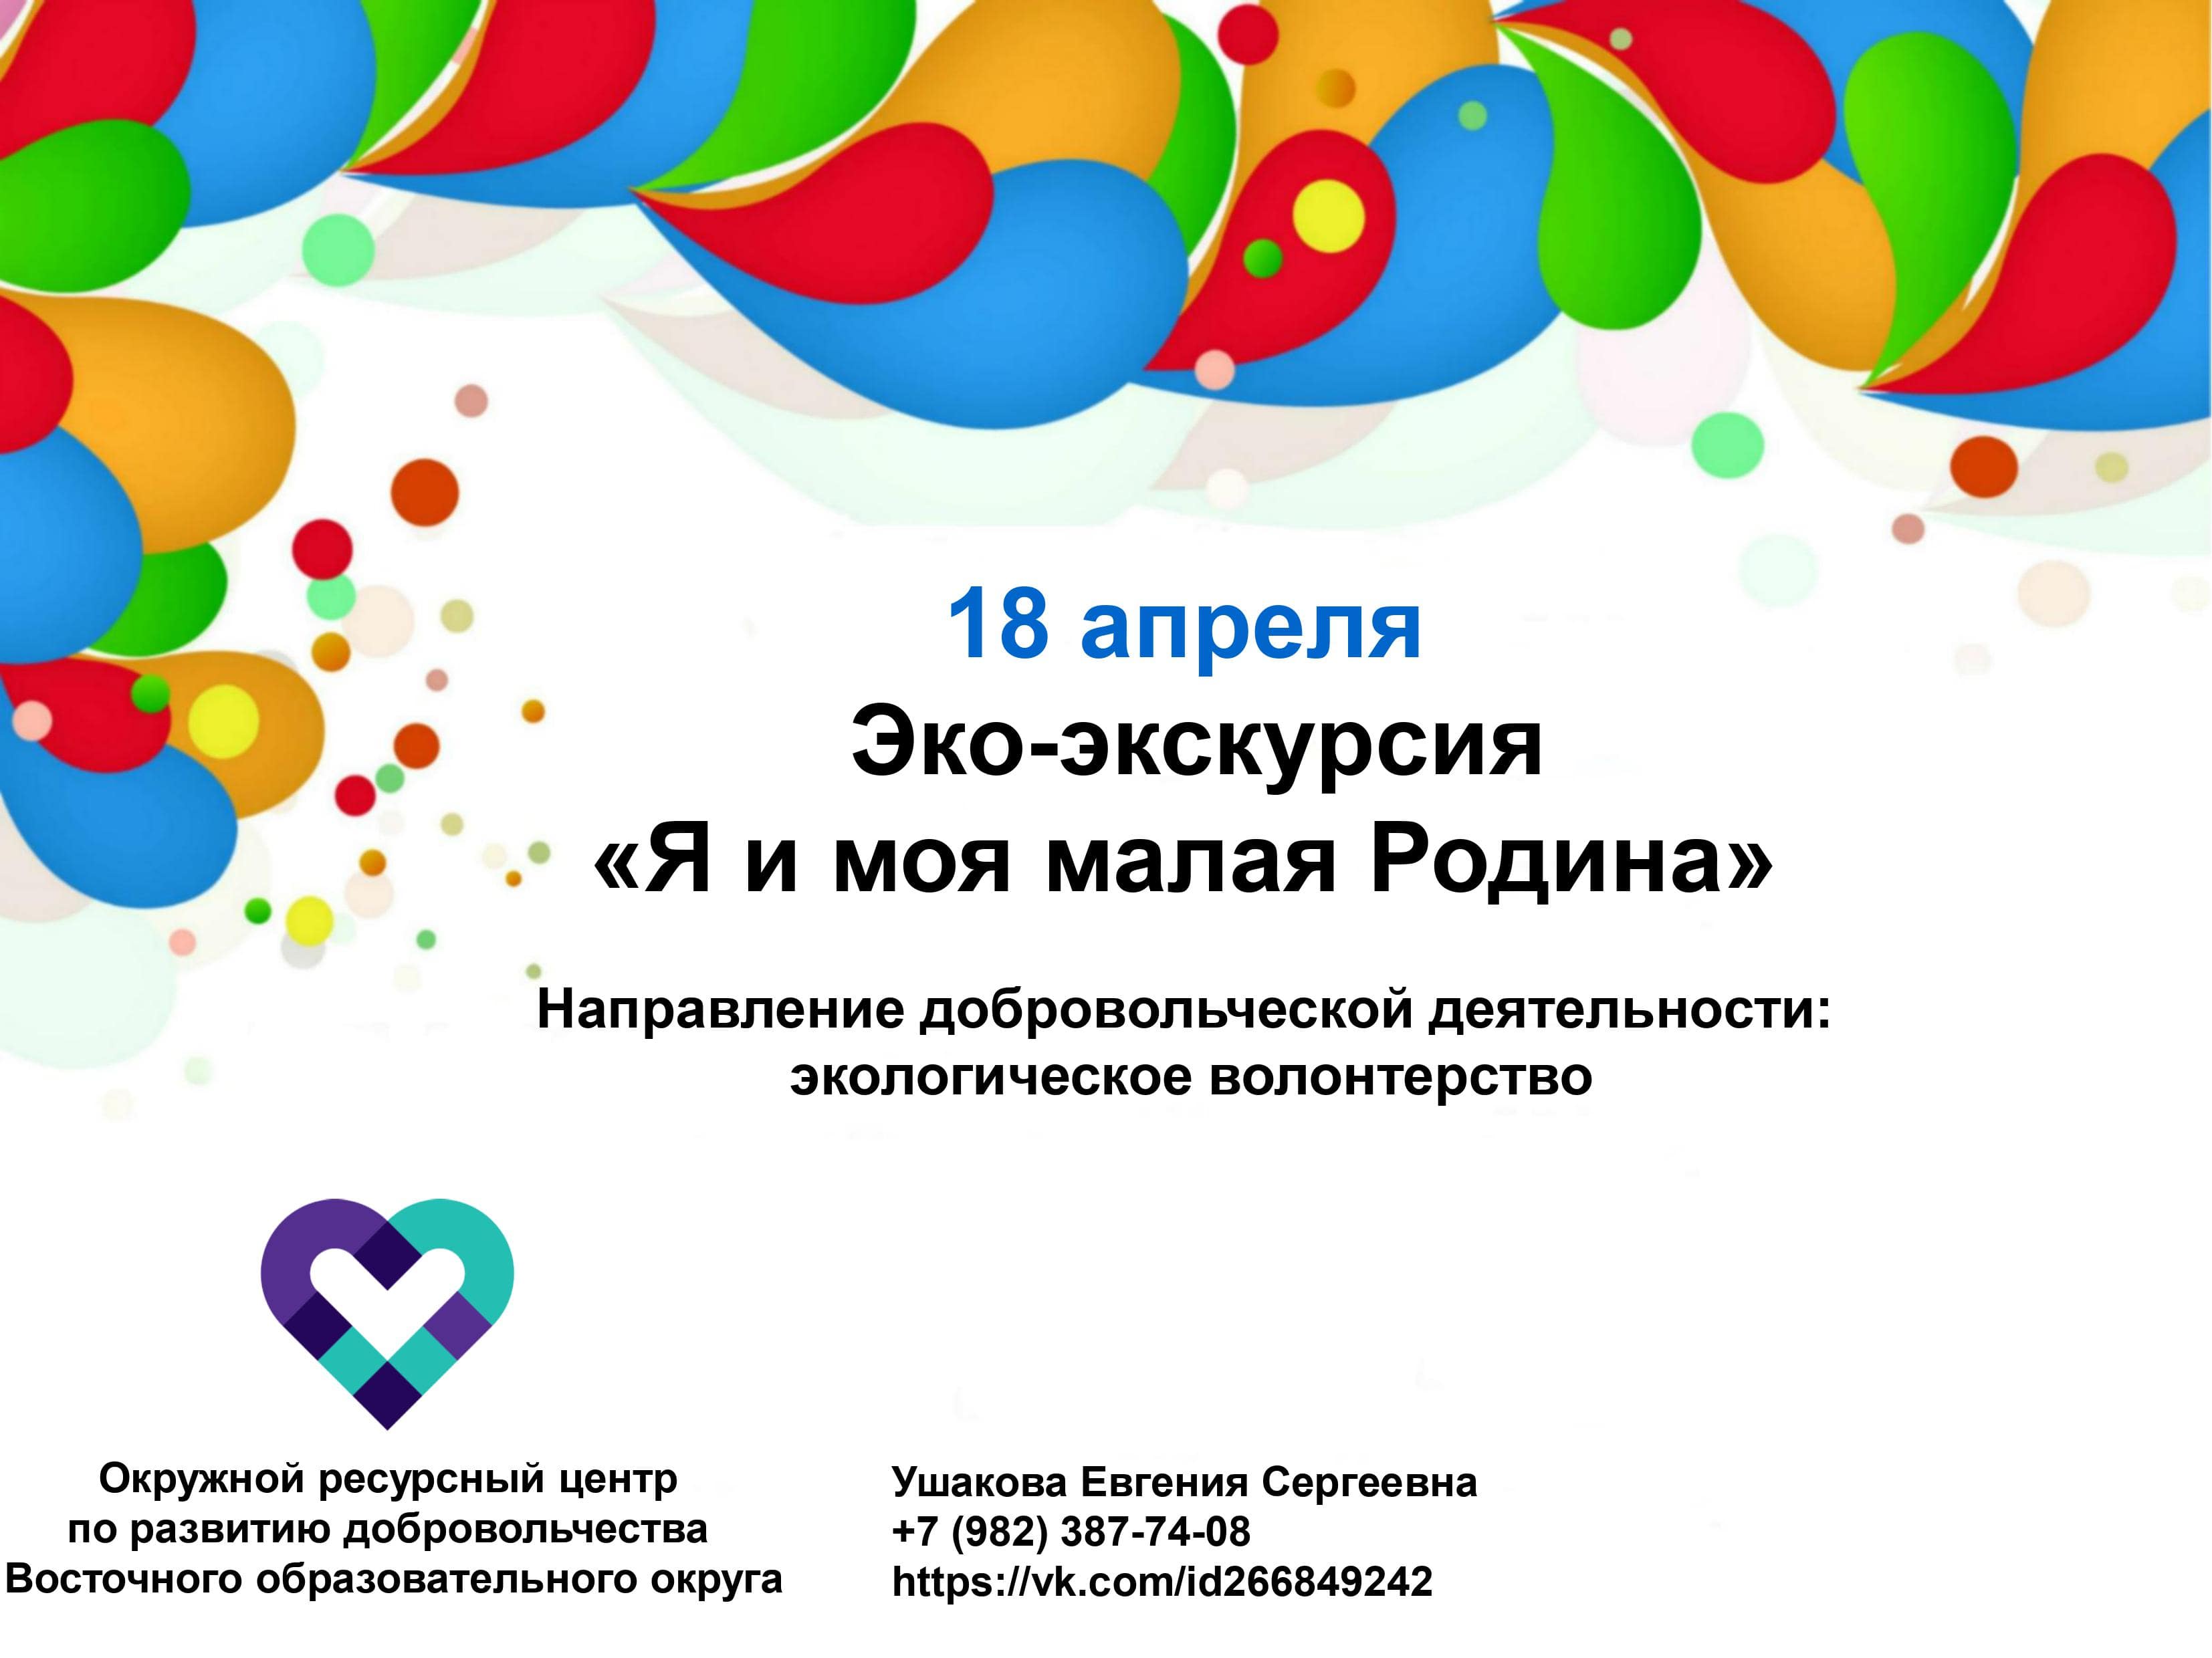 18 апреля
Эко-экскурсия
«Я и моя малая Родина»
Направление добровольческой деятельности:
экологическое волонтерство
Окружной ресурсный центр
по развитию добровольчества
Восточного образовательного округа
Ушакова Евгения Сергеевна
+7 (982) 387-74-08
https://vk.com/id266849242